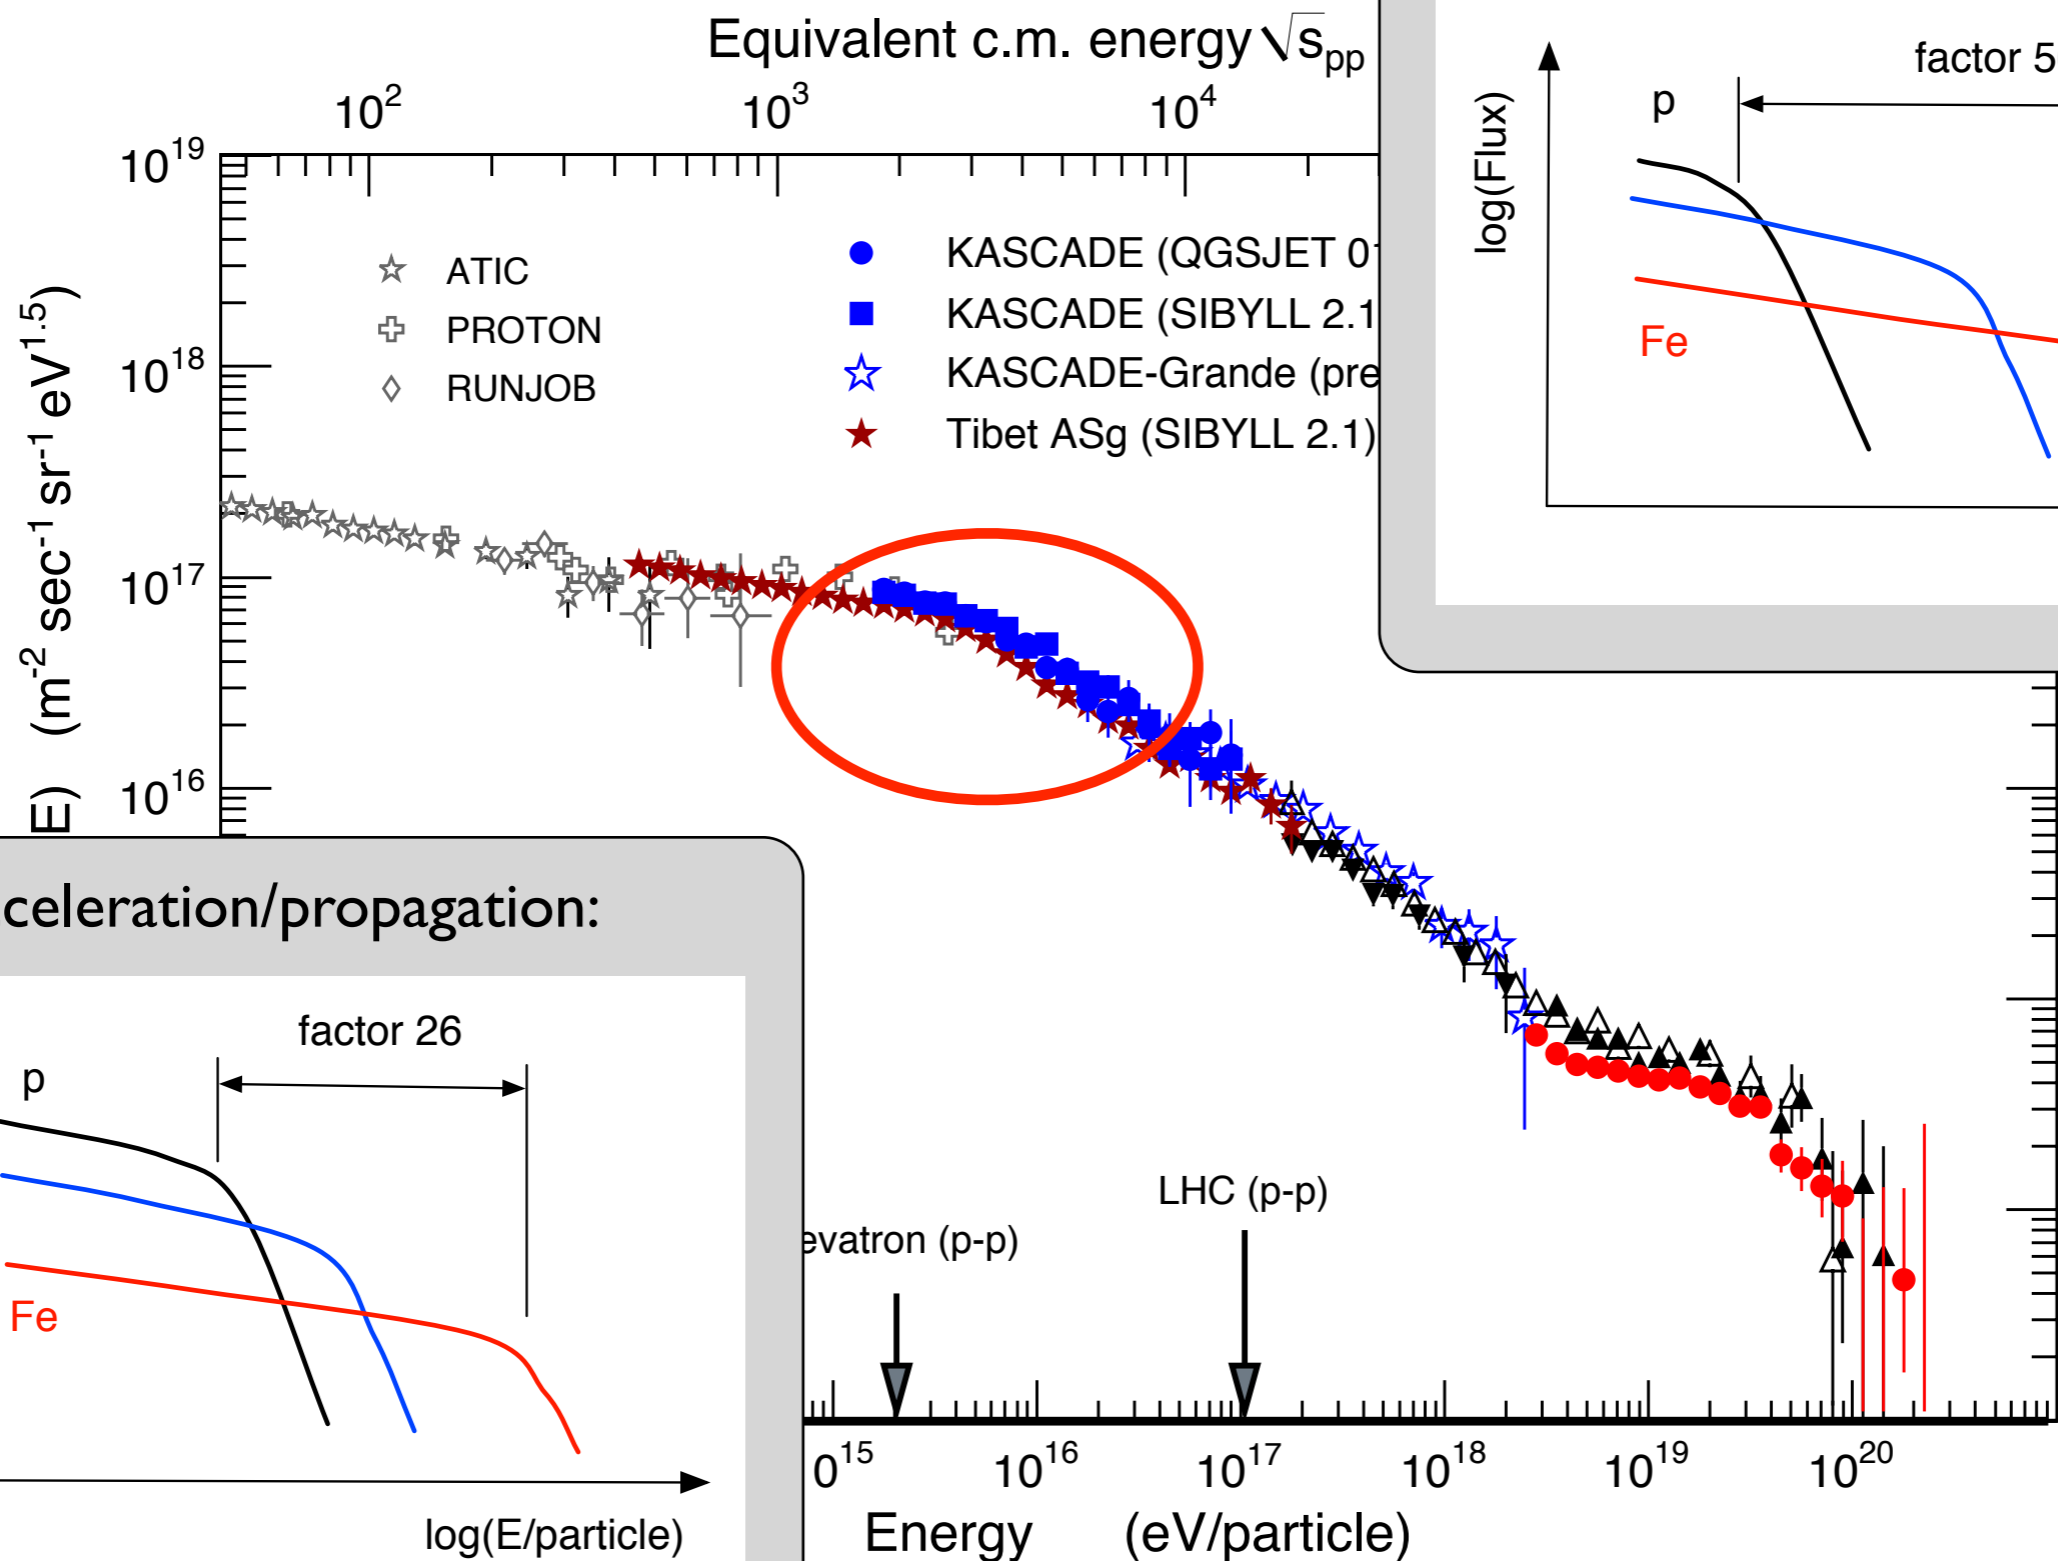 Equivalent c.m. energy √s_pp
10^2 10^3 10^4
10^19
10^18
10^17
10^16
E) (m^-2 sec^-1 sr^-1 eV^1.5)
ATIC
PROTON
RUNJOB
KASCADE (QGSJET 0
KASCADE (SIBYLL 2.1
KASCADE-Grande (pre
Tibet ASg (SIBYLL 2.1)
factor 5
log(Flux)
p
Fe
celeration/propagation:
factor 26
p
Fe
log(E/particle)
evatron (p-p)
LHC (p-p)
0^15 10^16 10^17 10^18 10^19 10^20
Energy (eV/particle)